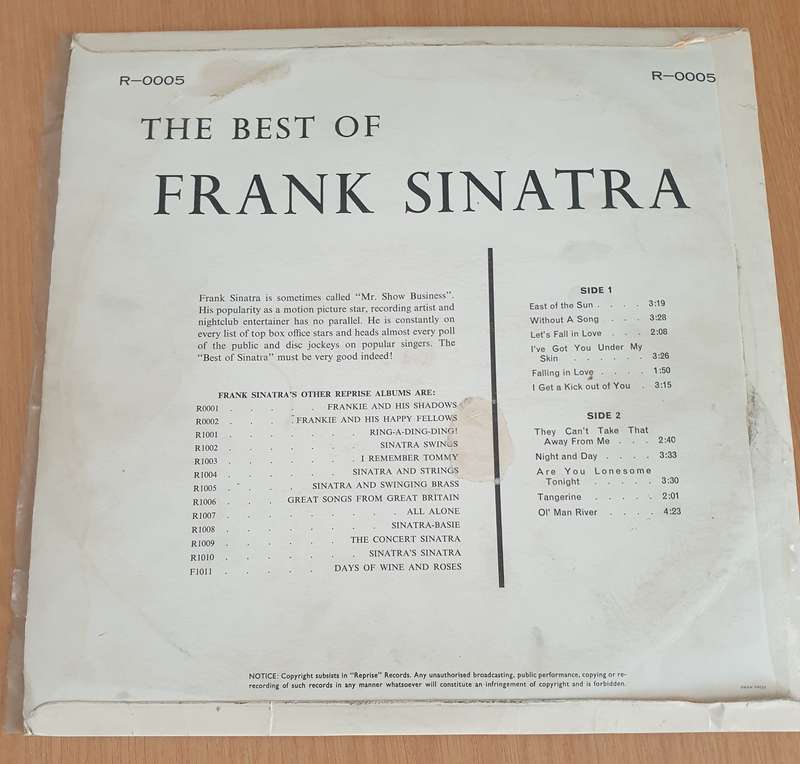 R—0005
R—0005
THE BEST OF
FRANK SINATRA
Frank Sinatra is sometimes called "Mr. Show Business".
His popularity as a motion picture star, recording artist and
nightclub entertainer has no parallel. He is constantly on
every list of top box office stars and heads almost every poll
of the public and disc jockeys on popular singers. The
"Best of Sinatra" must be very good indeed!
FRANK SINATRA'S OTHER REPRISE ALBUMS ARE:
R0001 . . . . . FRANKIE AND HIS SHADOWS
R0002 . . . . FRANKIE AND HIS HAPPY FELLOWS
R1001 . . . . . . . RING-A-DING-DING!
R1002 . . . . . . . SINATRA SWINGS
R1003 . . . . . . . I REMEMBER TOMMY
R1004 . . . . . . SINATRA AND STRINGS
R1005 . . . . SINATRA AND SWINGING BRASS
R1006 . . . GREAT SONGS FROM GREAT BRITAIN
R1007 . . . . . . . . . ALL ALONE
R1008 . . . . . . . . SINATRA-BASIE
R1009 . . . . . . THE CONCERT SINATRA
R1010 . . . . . . . SINATRA'S SINATRA
F1011 . . . . . DAYS OF WINE AND ROSES
SIDE 1
East of the Sun . . . . 3:19
Without A Song . . . . 3:28
Let's Fall in Love . . . 2:08
I've Got You Under My
Skin . . . . . . 3:26
Falling in Love . . . . 1:50
I Get a Kick out of You . 3:15
SIDE 2
They Can't Take That
Away From Me . . . 2:40
Night and Day . . . . . 3:33
Are You Lonesome
Tonight . . . . . 3:30
Tangerine . . . . . 2:01
Ol' Man River . . . . . 4:23
NOTICE: Copyright subsists in "Reprise" Records. Any unauthorised broadcasting, public performance, copying or re-
recording of such records in any manner whatsoever will constitute an infringement of copyright and is forbidden.